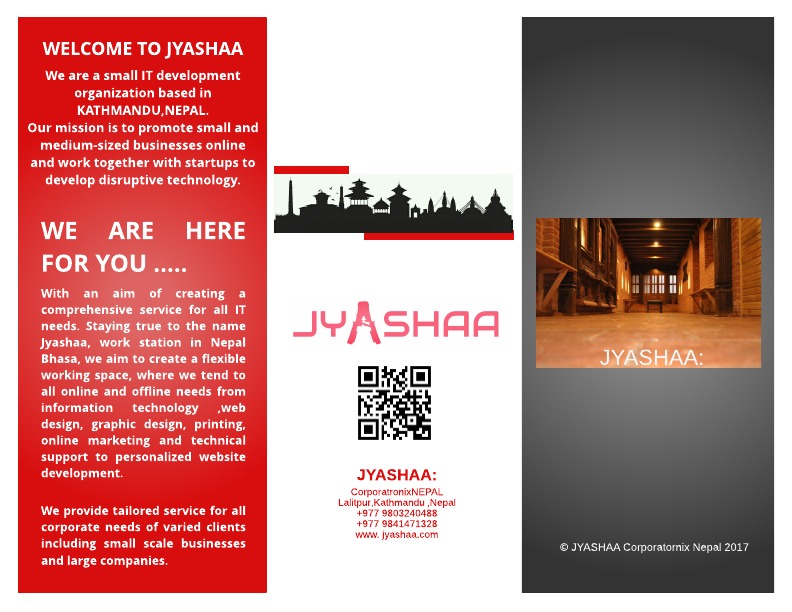 WELCOME TO JYASHAA
We are a small IT development
organization based in
KATHMANDU,NEPAL.
Our mission is to promote small and
medium-sized businesses online
and work together with startups to
develop disruptive technology.
WE ARE HERE
FOR YOU .....
With an aim of creating a
comprehensive service for all IT
needs. Staying true to the name
Jyashaa, work station in Nepal
Bhasa, we aim to create a flexible
working space, where we tend to
all online and offline needs from
information technology ,web
design, graphic design, printing,
online marketing and technical
support to personalized website
development.
We provide tailored service for all
corporate needs of varied clients
including small scale businesses
and large companies.
JYASHAA
JYASHAA:
CorporatronixNEPAL
Lalitpur,Kathmandu ,Nepal
+977 9803240488
+977 9841471328
www. jyashaa.com
JYASHAA:
© JYASHAA Corporatornix Nepal 2017